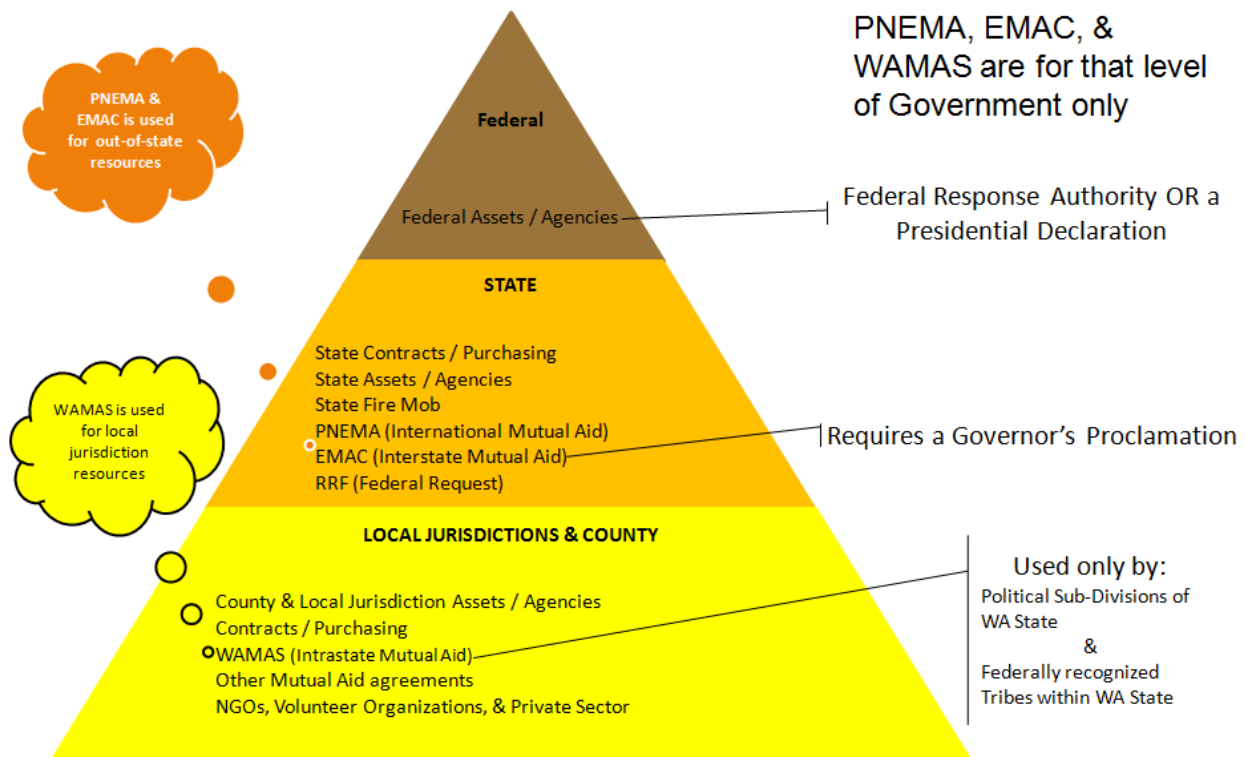 PNEMA, EMAC, &
WAMAS are for that level
of Government only
PNEMA &
EMAC is used
for out-of-state
resources
Federal
Federal Assets / Agencies
Federal Response Authority OR a
Presidential Declaration
STATE
State Contracts / Purchasing
State Assets / Agencies
State Fire Mob
PNEMA (International Mutual Aid)
EMAC (Interstate Mutual Aid)
RRF (Federal Request)
Requires a Governor's Proclamation
WAMAS is used
for local
jurisdiction
resources
LOCAL JURISDICTIONS & COUNTY
County & Local Jurisdiction Assets / Agencies
Contracts / Purchasing
WAMAS (Intrastate Mutual Aid)
Other Mutual Aid agreements
NGOs, Volunteer Organizations, & Private Sector
Used only by:
Political Sub-Divisions of
WA State
&
Federally recognized
Tribes within WA State